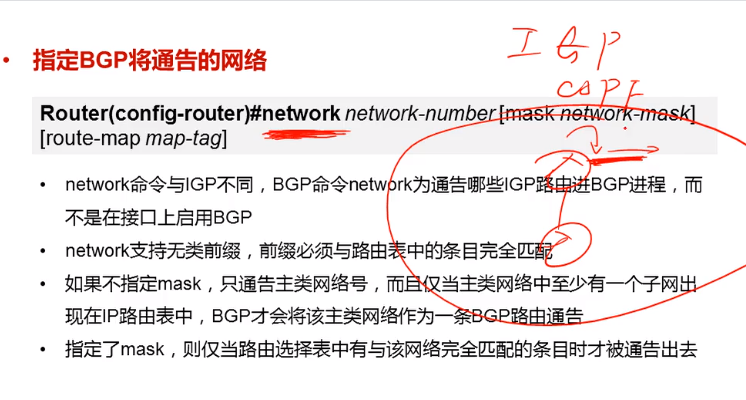 IGP
OSPF
• 指定BGP将通告的网络
Router(config-router)#network network-number [mask network-mask]
[route-map map-tag]
• network命令与IGP不同，BGP命令network为通告哪些IGP路由进BGP进程，而
不是在接口上启用BGP
• network支持无类前缀，前缀必须与路由表中的条目完全匹配
• 如果不指定mask，只通告主类网络号，而且仅当主类网络中至少有一个子网出
现在IP路由表中，BGP才会将该主类网络作为一条BGP路由通告
• 指定了mask，则仅当路由选择表中有与该网络完全匹配的条目时才被通告出去